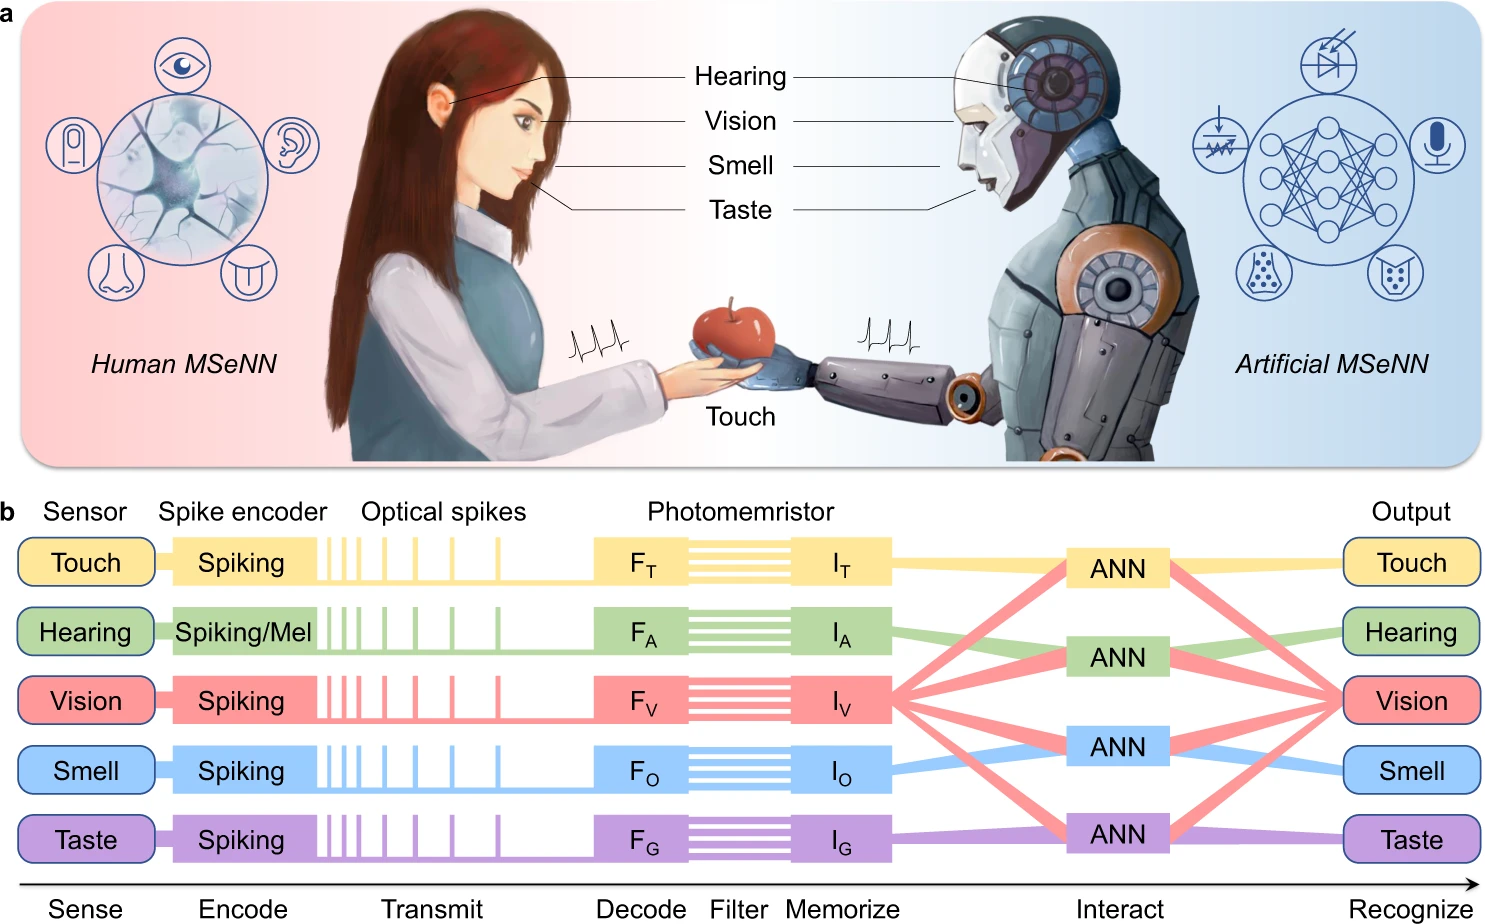 a
Hearing
Vision
Smell
Taste
Human MSeNN
Artificial MSeNN
Touch
b Sensor Spike encoder Optical spikes Photomemristor Output
Touch Spiking F_T I_T ANN Touch
Hearing Spiking/Mel F_A I_A ANN Hearing
Vision Spiking F_V I_V Vision
Smell Spiking F_O I_O ANN Smell
Taste Spiking F_G I_G ANN Taste
Sense Encode Transmit Decode Filter Memorize Interact Recognize